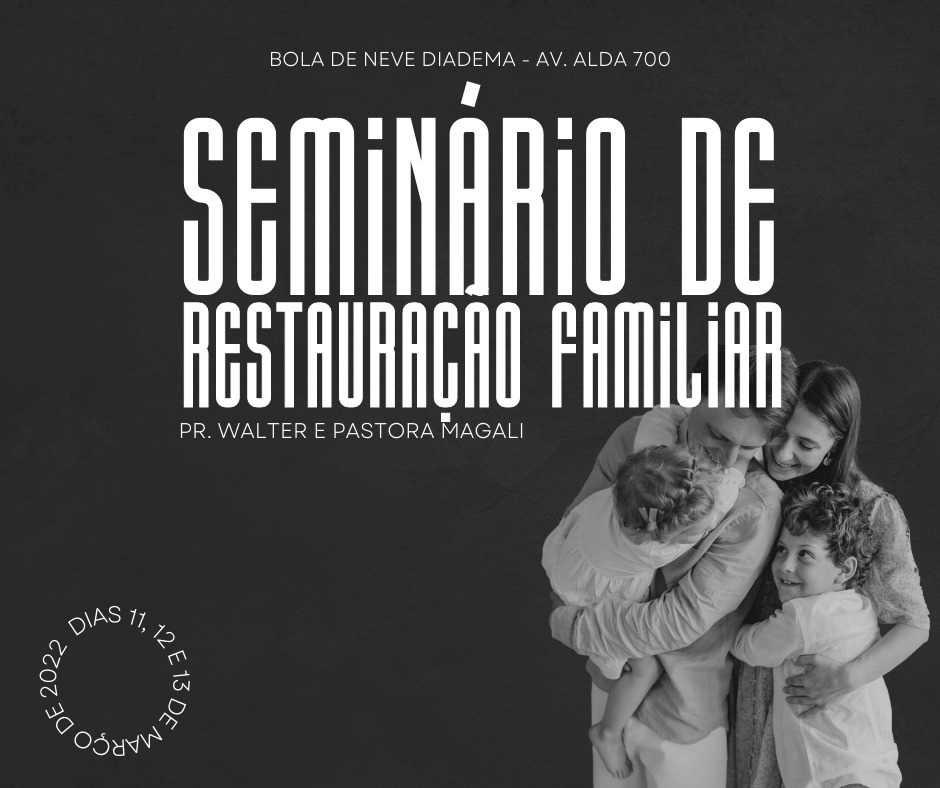 BOLA DE NEVE DIADEMA - AV. ALDA 700
SEMINÁRIO DE
RESTAURAÇÃO FAMILIAR
PR. WALTER E PASTORA MAGALI
DIAS 11, 12 E 13 DE MARÇO DE 2022